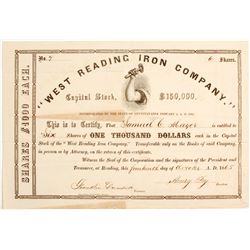 No. 7
6 Shares.
"WEST READING IRON COMPANY,"
Capital Stock, $150,000.
INCORPORATED BY THE STATE OF PENNSYLVANIA
SHARES $1000 EACH.
This is to Certify, That Samuel C Mayer is entitled to
Six Shares of ONE THOUSAND DOLLARS each in the Capital
Stock of the "West Reading Iron Company." Transferable only on the Books of said Company,
in person or by Attorney, on the return of this certificate.
Witness the Seal of the Corporation and the signatures of the President and
Treasurer, at Reading, this fourteenth day of A. D. 1865